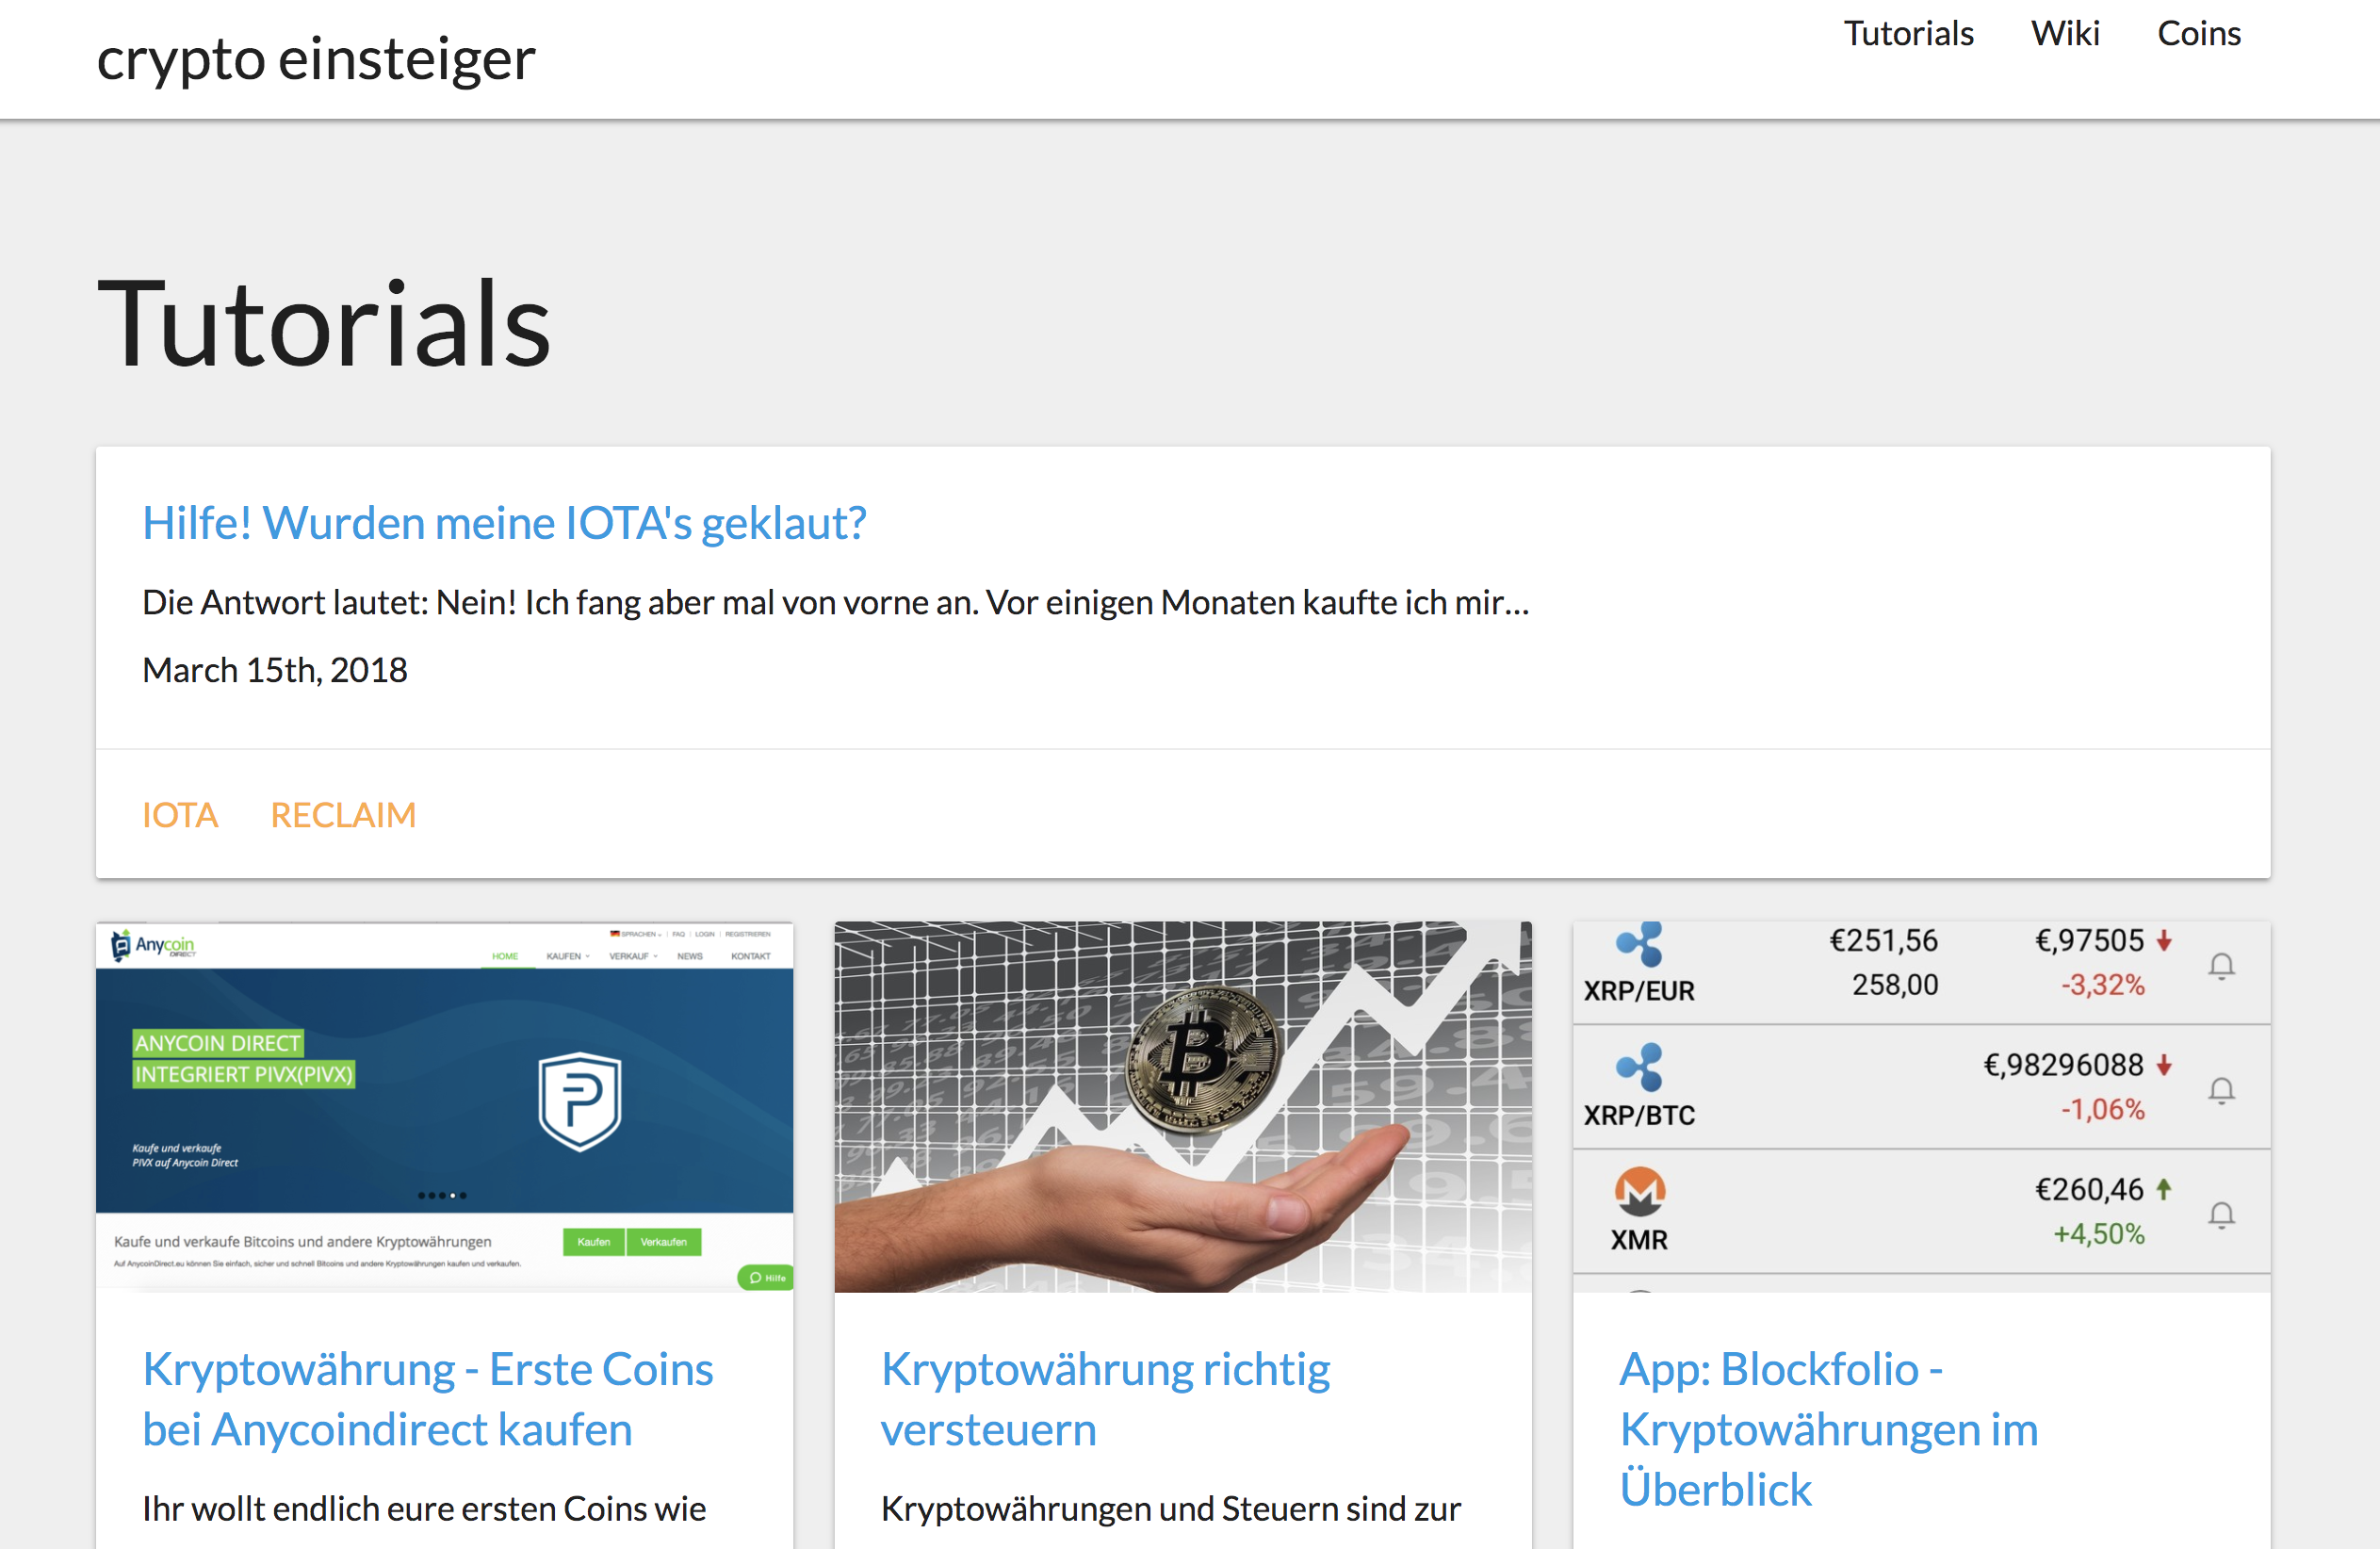 crypto einsteiger
Tutorials Wiki Coins
Tutorials
Hilfe! Wurden meine IOTA's geklaut?
Die Antwort lautet: Nein! Ich fang aber mal von vorne an. Vor einigen Monaten kaufte ich mir...
March 15th, 2018
IOTA RECLAIM
Anycoin
DIRECT
SPRACHEN FAQ LOGIN REGISTRIEREN
HOME KAUFEN VERKAUF NEWS KONTAKT
ANYCOIN DIRECT
INTEGRIERT PIVX(PIVX)
Kaufe und verkaufe
PIVX auf Anycoin Direct
Kaufe und verkaufe Bitcoins und andere Kryptowährungen
Kaufen Verkaufen
Auf AnycoinDirect.eu können Sie einfach, sicher und schnell Bitcoins und andere Kryptowährungen kaufen und verkaufen.
Hilfe
Kryptowährung - Erste Coins
bei Anycoindirect kaufen
Ihr wollt endlich eure ersten Coins wie
Kryptowährung richtig
versteuern
Kryptowährungen und Steuern sind zur
€251,56 €,97505
XRP/EUR 258,00 -3,32%
€,98296088
XRP/BTC -1,06%
€260,46
XMR +4,50%
App: Blockfolio -
Kryptowährungen im
Überblick